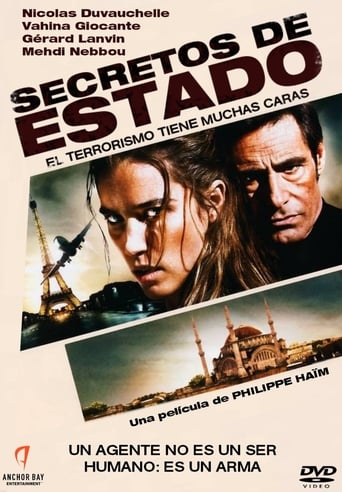 Nicolas Duvauchelle
Vahina Giocante
Gérard Lanvin
Mehdi Nebbou
SECRETOS DE
ESTADO
EL TERRORISMO TIENE MUCHAS CARAS
Una película de PHILIPPE HAÏM
UN AGENTE NO ES UN SER
HUMANO: ES UN ARMA
ANCHOR BAY
ENTERTAINMENT
DVD
VIDEO